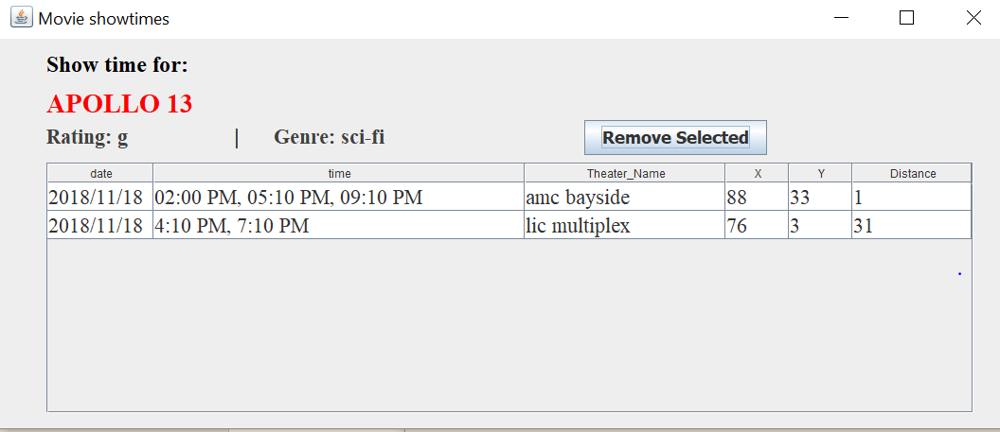 Movie showtimes
Show time for:
APOLLO 13
Rating: g | Genre: sci-fi Remove Selected
date time Theater_Name X Y Distance
2018/11/18 02:00 PM, 05:10 PM, 09:10 PM amc bayside 88 33 1
2018/11/18 4:10 PM, 7:10 PM lic multiplex 76 3 31